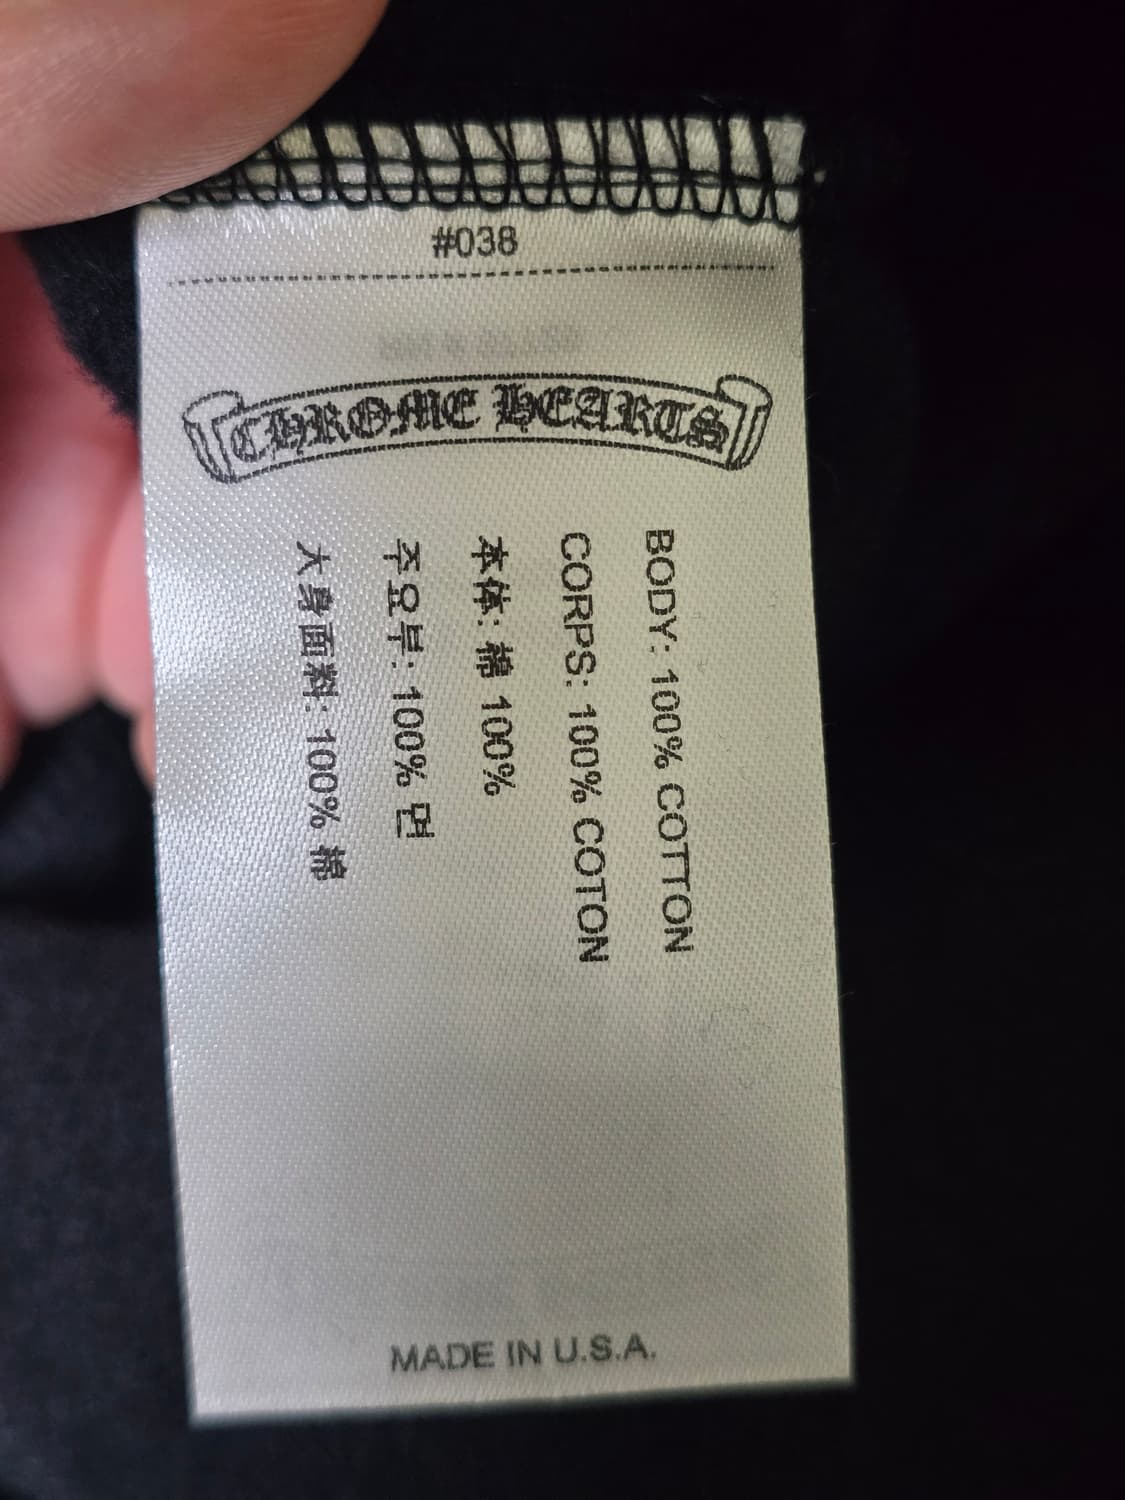 #038
CHROME HEARTS
BODY: 100% COTTON
CORPS: 100% COTON
本体: 棉 100%
주요부: 100% 면
大身面料: 100% 棉
MADE IN U.S.A.